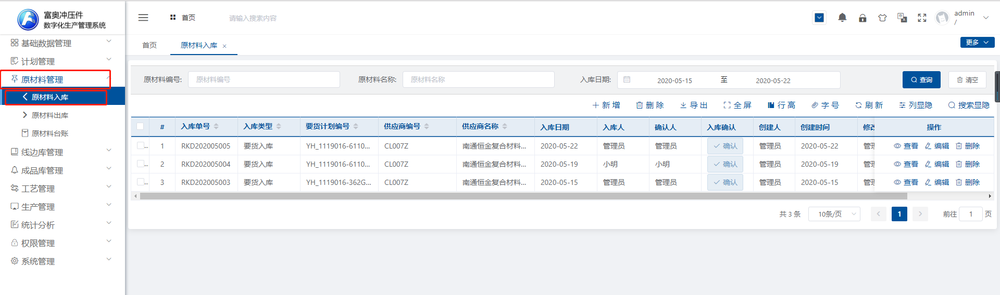 富奥冲压件
数字化生产管理系统
首页
请输入搜索内容
admin
/
首页
原材料入库
更多
基础数据管理
计划管理
原材料管理
原材料入库
原材料出库
原材料台账
线边库管理
成品库管理
工艺管理
生产管理
统计分析
权限管理
系统管理
原材料编号: 原材料编号 原材料名称: 原材料名称 入库日期: 2020-05-15 至 2020-05-22 查询 清空
新 增 删 除 导 出 全 屏 行 高 字 号 刷 新 列显隐 搜索显隐
# 入库单号 入库类型 要货计划编号 供应商编号 供应商名称 入库日期 入库人 确认人 入库确认 创建人 创建时间 修改 操作
1 RKD202005005 要货入库 YH_1119016-6110... CL007Z 南通恒金复合材料... 2020-05-22 管理员 管理员 确认 管理员 2020-05-22 管理 查看 编辑 删除
2 RKD202005004 要货入库 YH_1119016-6110... CL007Z 南通恒金复合材料... 2020-05-19 小明 小明 确认 管理员 2020-05-19 管理 查看 编辑 删除
3 RKD202005003 要货入库 YH_1119016-362G... CL007Z 南通恒金复合材料... 2020-05-15 管理员 管理员 确认 管理员 2020-05-15 管理 查看 编辑 删除
共 3 条 10条/页 1 前往 1 页